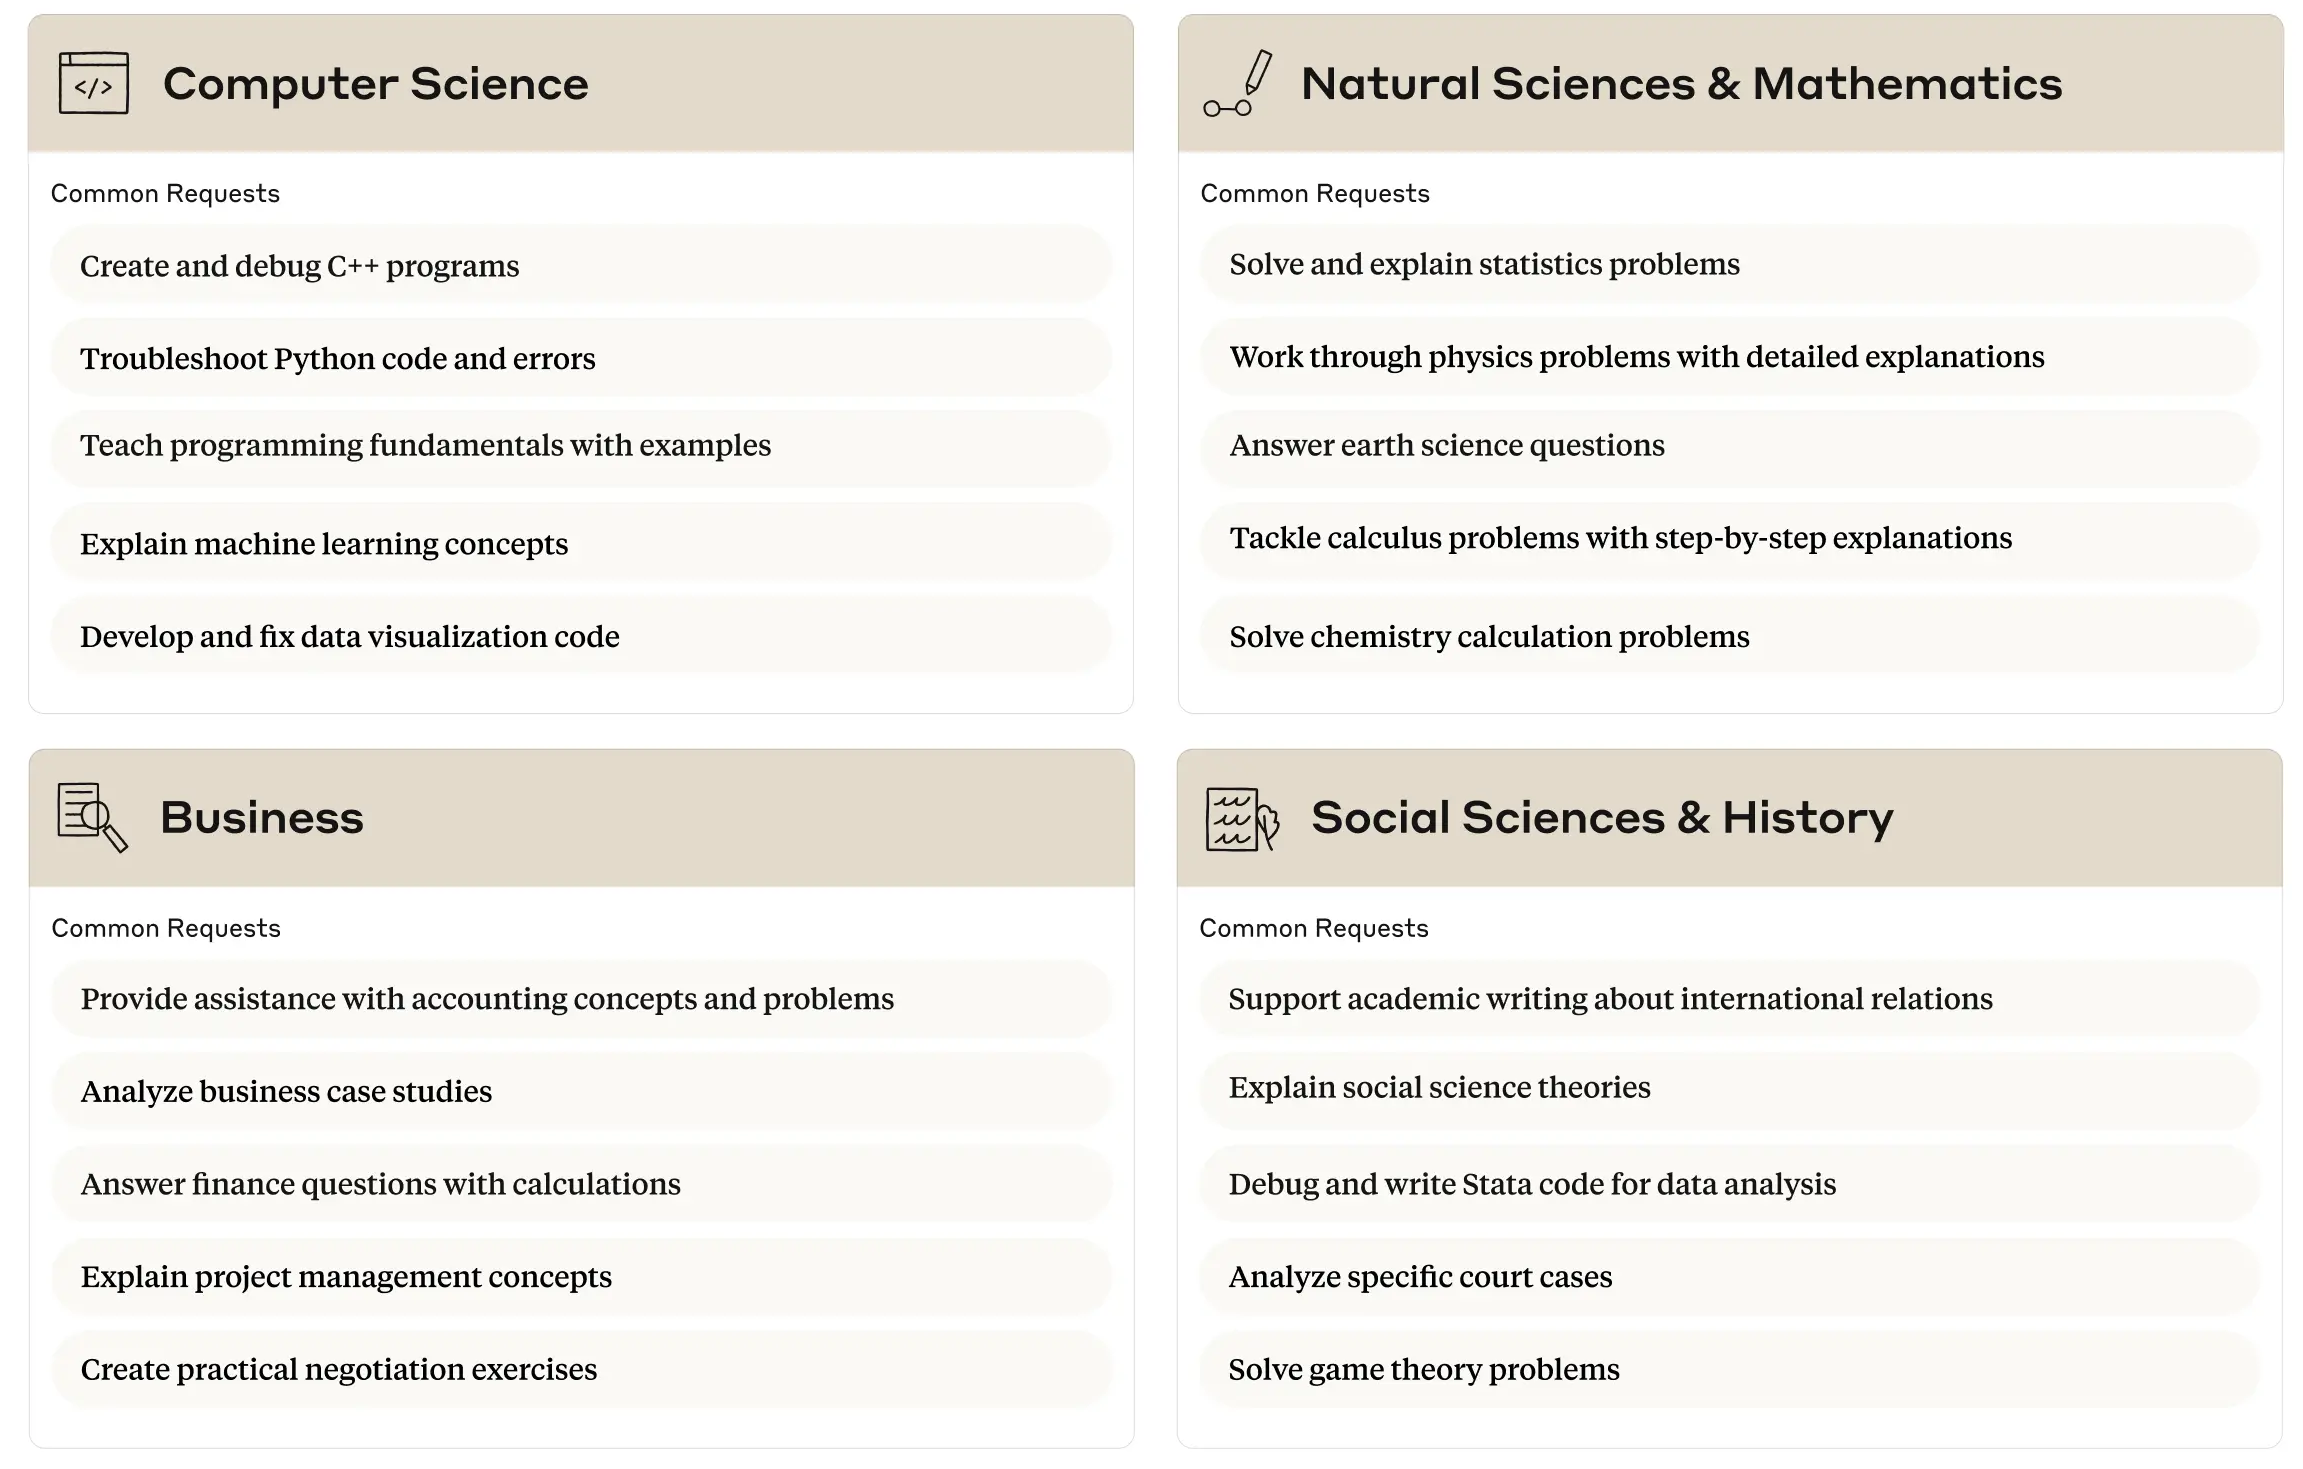 </> Computer Science
Common Requests
Create and debug C++ programs
Troubleshoot Python code and errors
Teach programming fundamentals with examples
Explain machine learning concepts
Develop and fix data visualization code
Natural Sciences & Mathematics
Common Requests
Solve and explain statistics problems
Work through physics problems with detailed explanations
Answer earth science questions
Tackle calculus problems with step-by-step explanations
Solve chemistry calculation problems
Business
Common Requests
Provide assistance with accounting concepts and problems
Analyze business case studies
Answer finance questions with calculations
Explain project management concepts
Create practical negotiation exercises
Social Sciences & History
Common Requests
Support academic writing about international relations
Explain social science theories
Debug and write Stata code for data analysis
Analyze specific court cases
Solve game theory problems